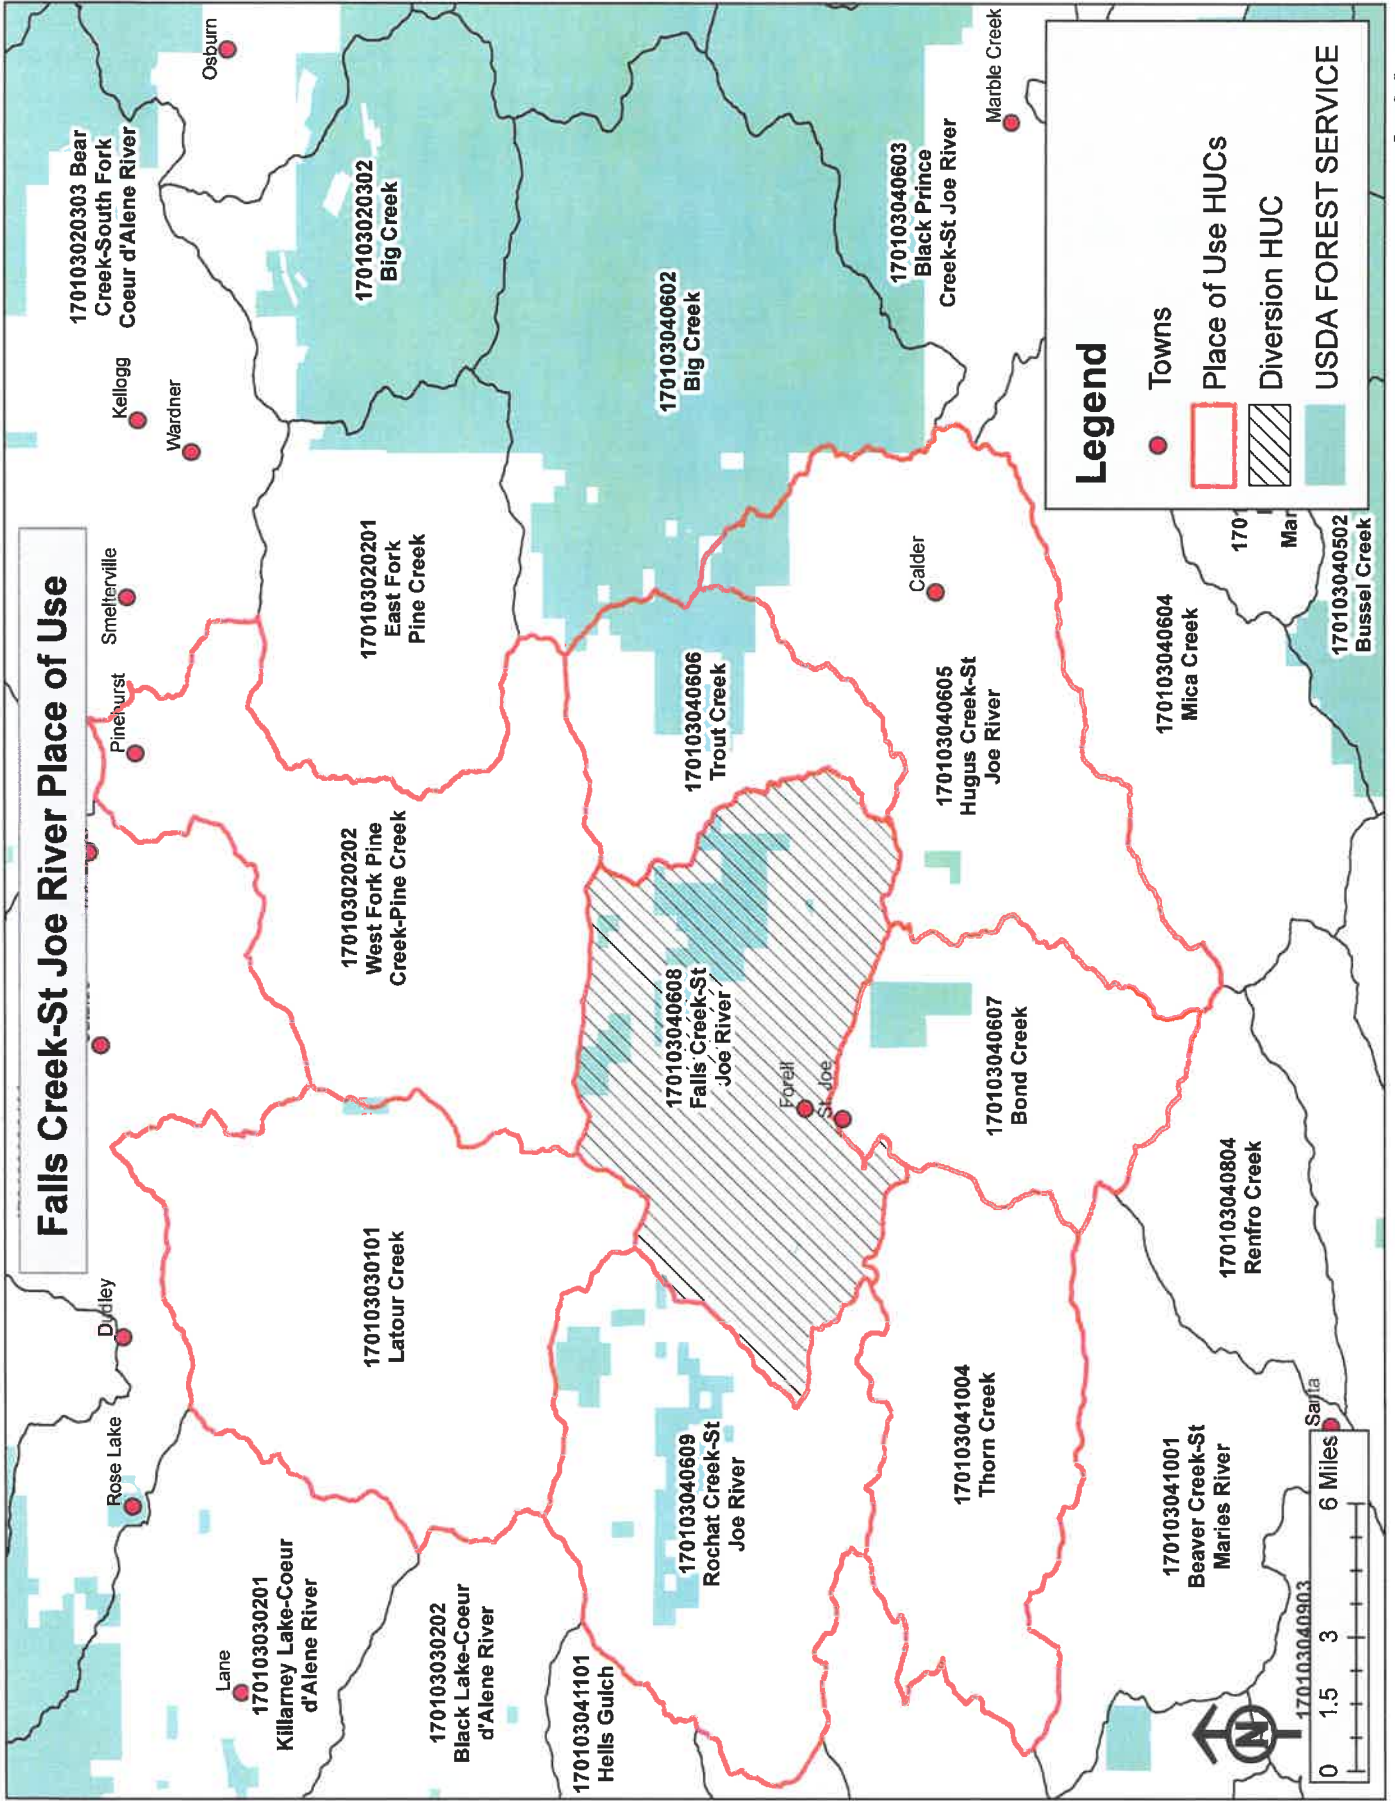 Falls Creek-St Joe River Place of Use
Osburn
170103020303 Bear
Creek-South Fork
Coeur d'Alene River
Kellogg
Wardner
Smelterville
Pinehurst
Dudley
Rose Lake
Lane
170103030201
Killarney Lake-Coeur
d'Alene River
170103030202
Black Lake-Coeur
d'Alene River
170103041101
Hells Gulch
170103030101
Latour Creek
170103020202
West Fork Pine
Creek-Pine Creek
170103020201
East Fork
Pine Creek
170103020302
Big Creek
170103040602
Big Creek
170103040606
Trout Creek
170103040608
Falls Creek-St
Joe River
170103040609
Rochat Creek-St
Joe River
Forell
St. Joe
Calder
Marble Creek
170103040603
Black Prince
Creek-St Joe River
170103040605
Hugus Creek-St
Joe River
170103040607
Bond Creek
170103041004
Thorn Creek
170103041001
Beaver Creek-St
Maries River
170103040804
Renfro Creek
170103040604
Mica Creek
1701
Mar
170103040502
Bussel Creek
Santa
170103040903
N
0 1.5 3 6 Miles
Legend
Towns
Place of Use HUCs
Diversion HUC
USDA FOREST SERVICE